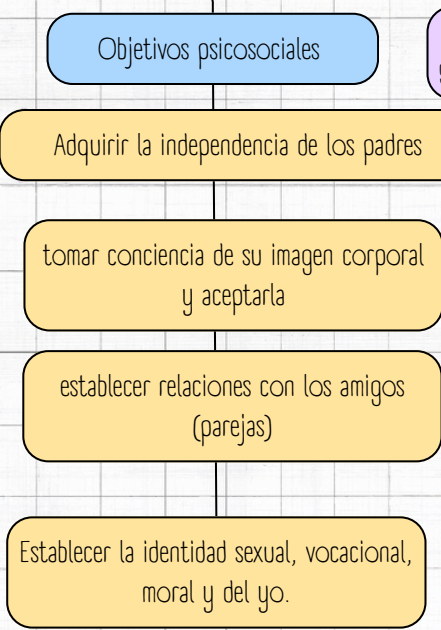 Objetivos psicosociales
Adquirir la independencia de los padres
tomar conciencia de su imagen corporal
y aceptarla
establecer relaciones con los amigos
(parejas)
Establecer la identidad sexual, vocacional,
moral y del yo.